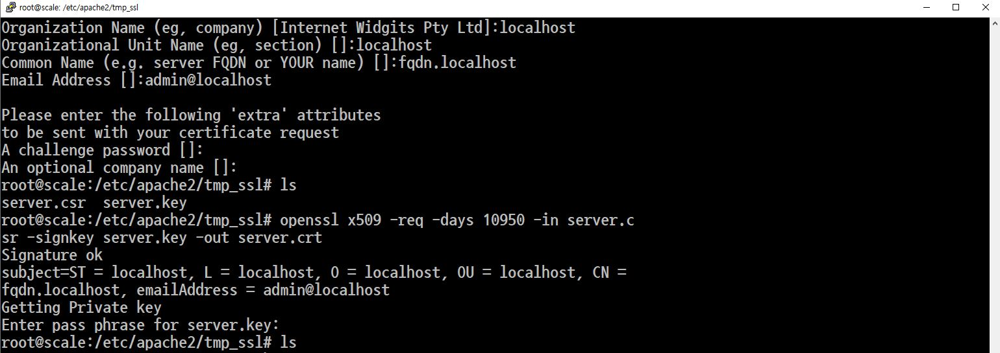 root@scale: /etc/apache2/tmp_ssl
Organization Name (eg, company) [Internet Widgits Pty Ltd]:localhost
Organizational Unit Name (eg, section) []:localhost
Common Name (e.g. server FQDN or YOUR name) []:fqdn.localhost
Email Address []:admin@localhost
Please enter the following 'extra' attributes
to be sent with your certificate request
A challenge password []:
An optional company name []:
root@scale:/etc/apache2/tmp_ssl# ls
server.csr  server.key
root@scale:/etc/apache2/tmp_ssl# openssl x509 -req -days 10950 -in server.c
sr -signkey server.key -out server.crt
Signature ok
subject=ST = localhost, L = localhost, O = localhost, OU = localhost, CN =
fqdn.localhost, emailAddress = admin@localhost
Getting Private key
Enter pass phrase for server.key:
root@scale:/etc/apache2/tmp_ssl# ls